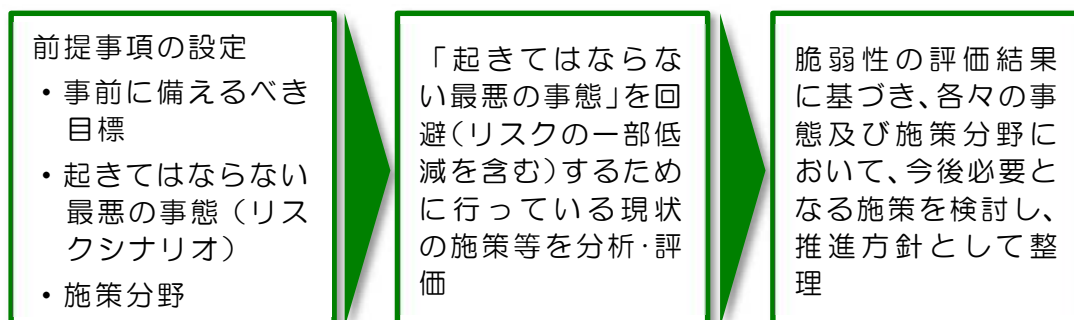 前提事項の設定
・事前に備えるべき
目標
・起きてはならない
最悪の事態（リス
クシナリオ）
・施策分野
「起きてはならな
い最悪の事態」を回
避（リスクの一部低
減を含む）するため
に行っている現状
の施策等を分析・評
価
脆弱性の評価結果
に基づき、各々の事
態及び施策分野に
おいて、今後必要と
なる施策を検討し、
推進方針として整
理